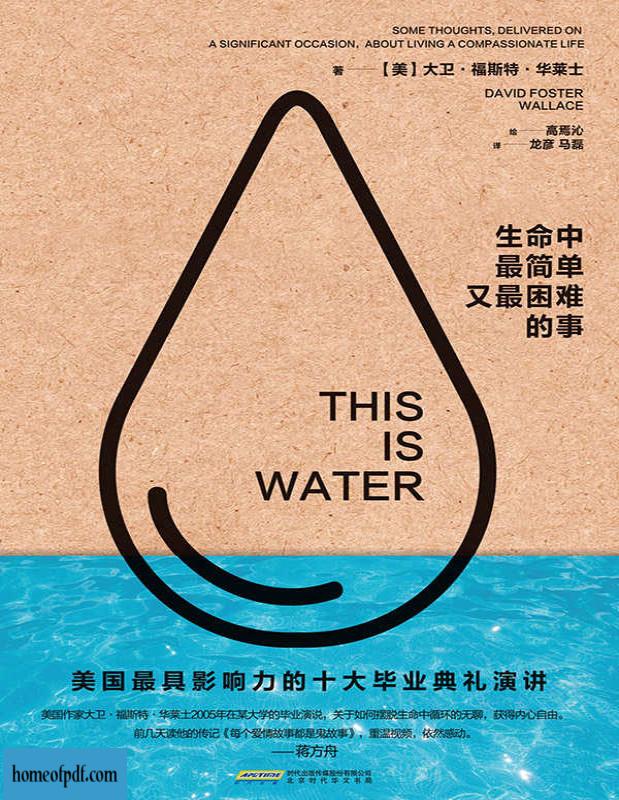 SOME THOUGHTS, DELIVERED ON
A SIGNIFICANT OCCASION, ABOUT LIVING A COMPASSIONATE LIFE
著——【美】大卫·福斯特·华莱士
DAVID FOSTER
WALLACE
绘——高焉沁
译——龙彦 马磊
生命中
最简单
又最困难
的事
THIS
IS
WATER
美国最具影响力的十大毕业典礼演讲
美国作家大卫·福斯特·华莱士2005年在某大学的毕业演说，关于如何摆脱生命中循环的无聊，获得内心自由。
前几天读他的传记《每个爱情故事都是鬼故事》，重温视频，依然感动。
——蒋方舟
homeofpdf.com
APGTIME
时代出版传媒股份有限公司
北京时代华文书局